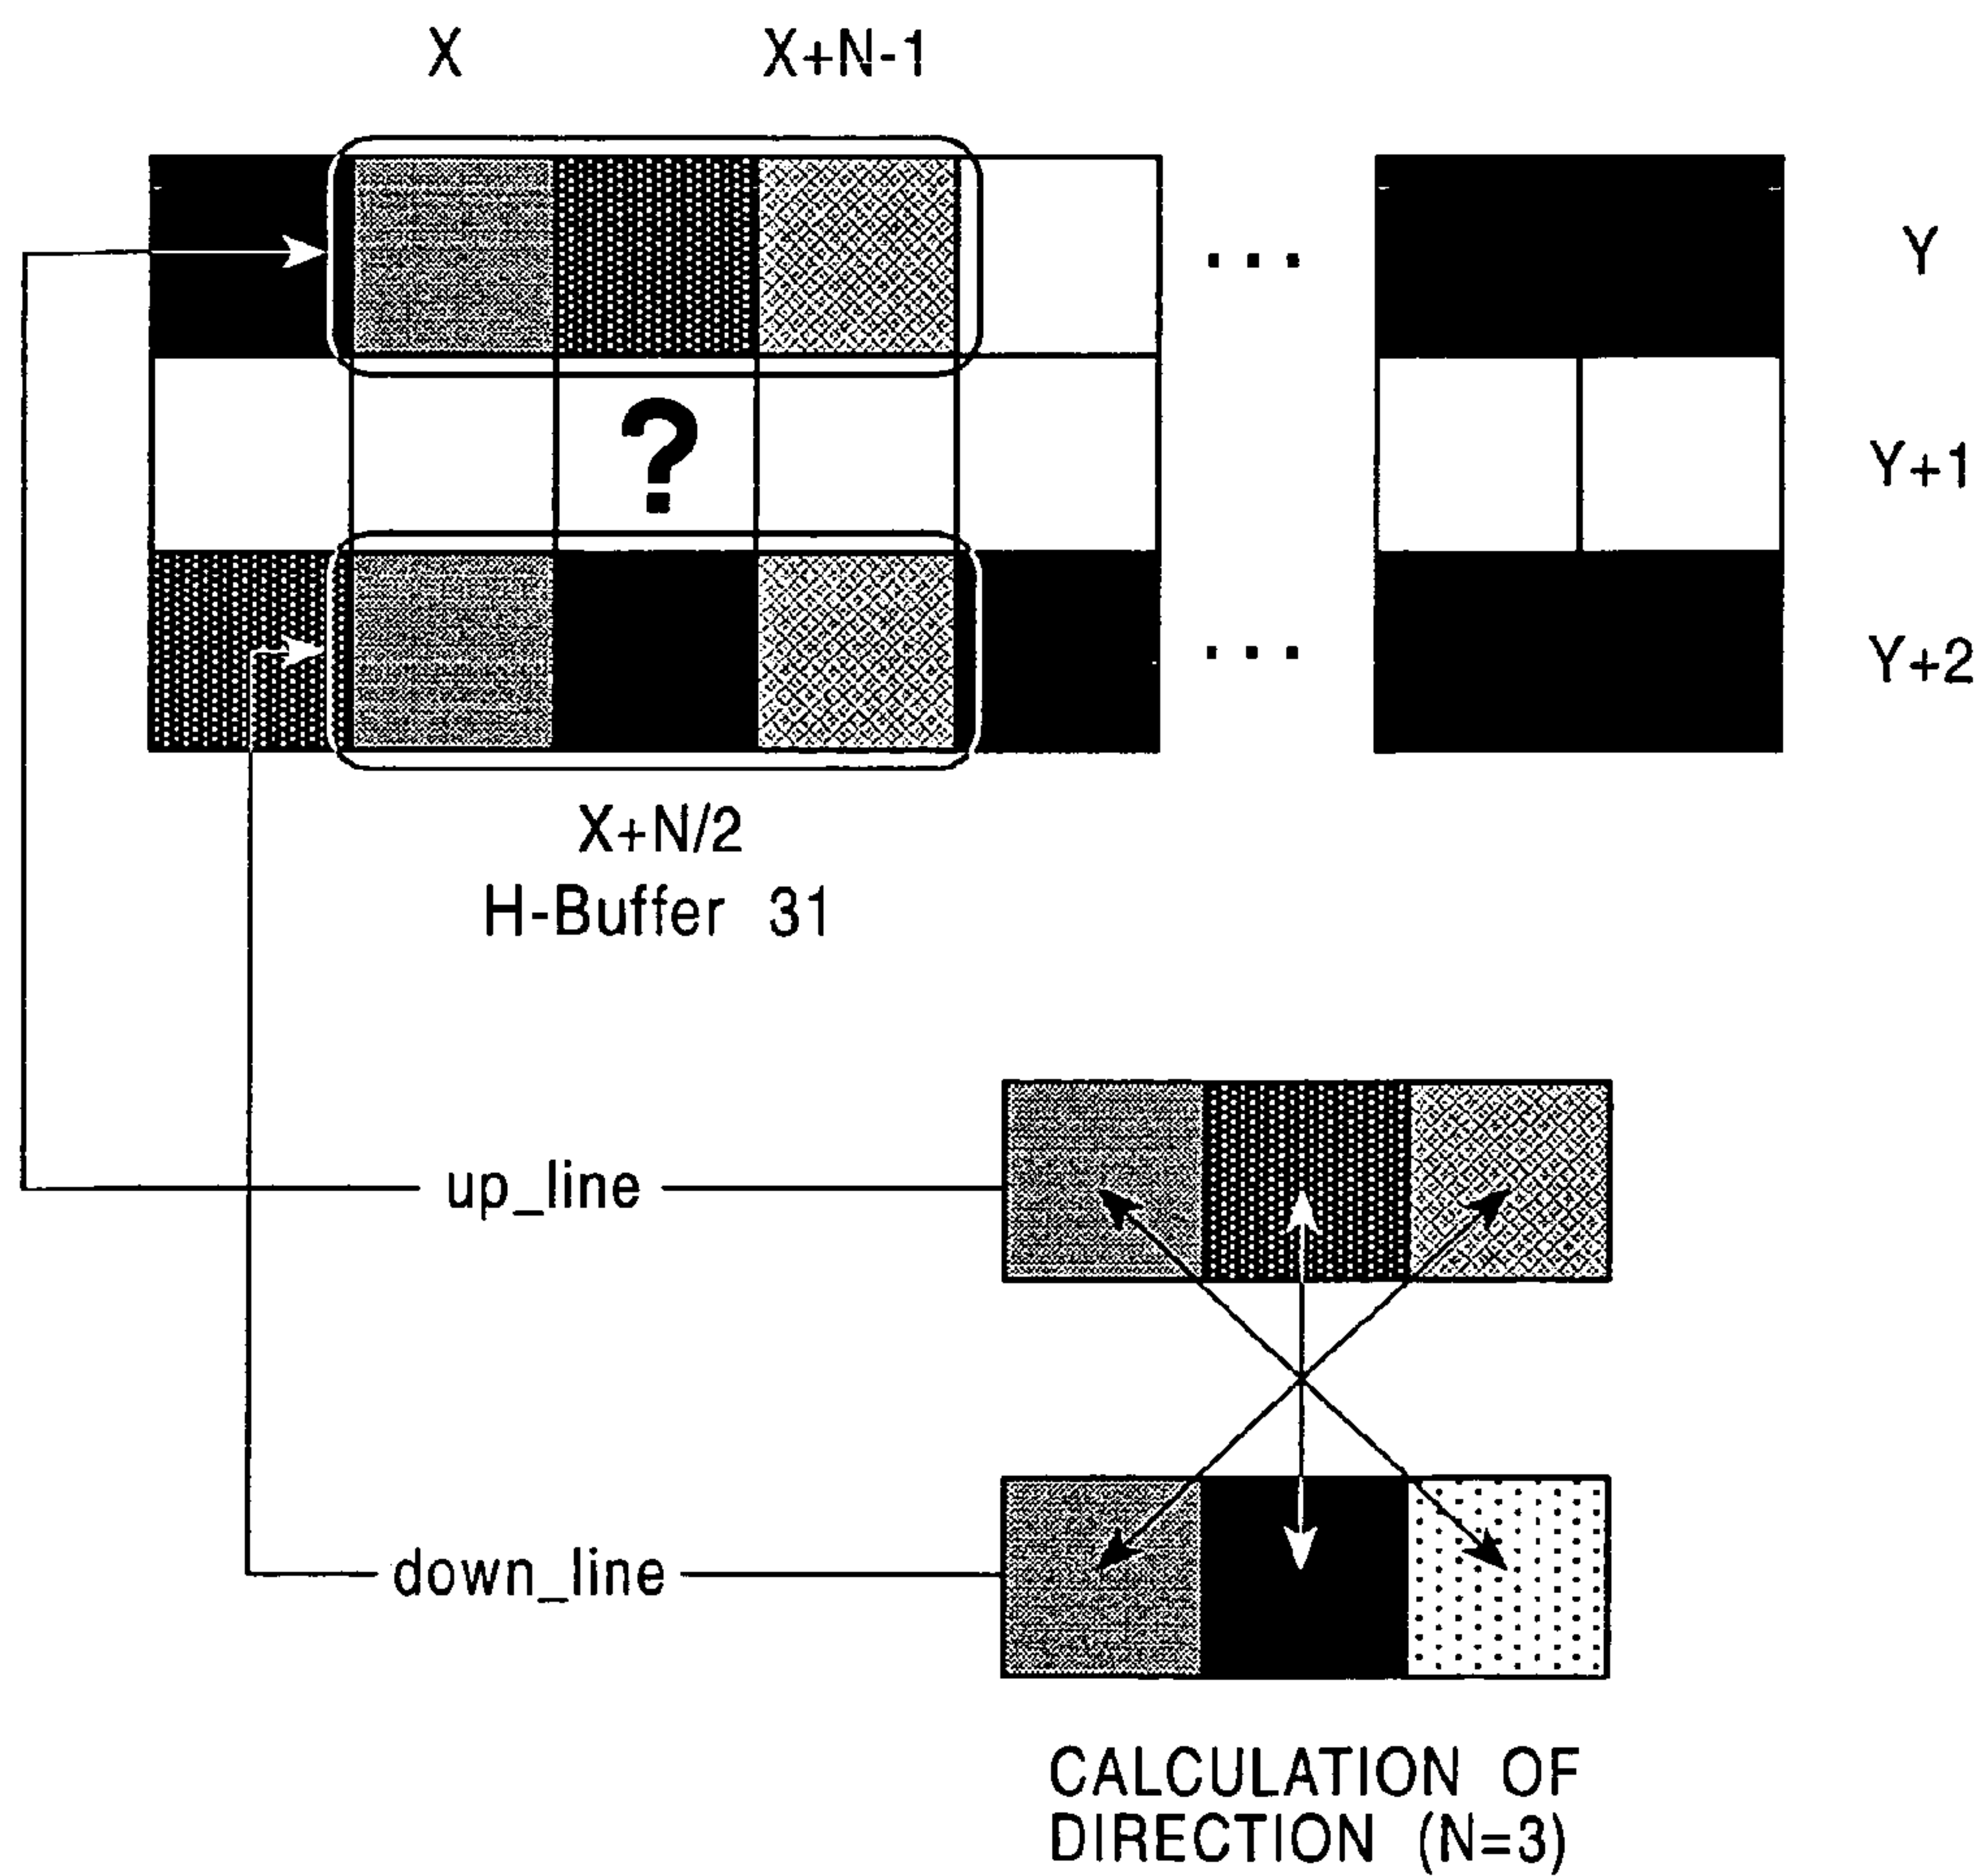 X X+N-1
... Y
? Y+1
... Y+2
X+N/2
H-Buffer 31
up_line
down_line
CALCULATION OF
DIRECTION (N=3)